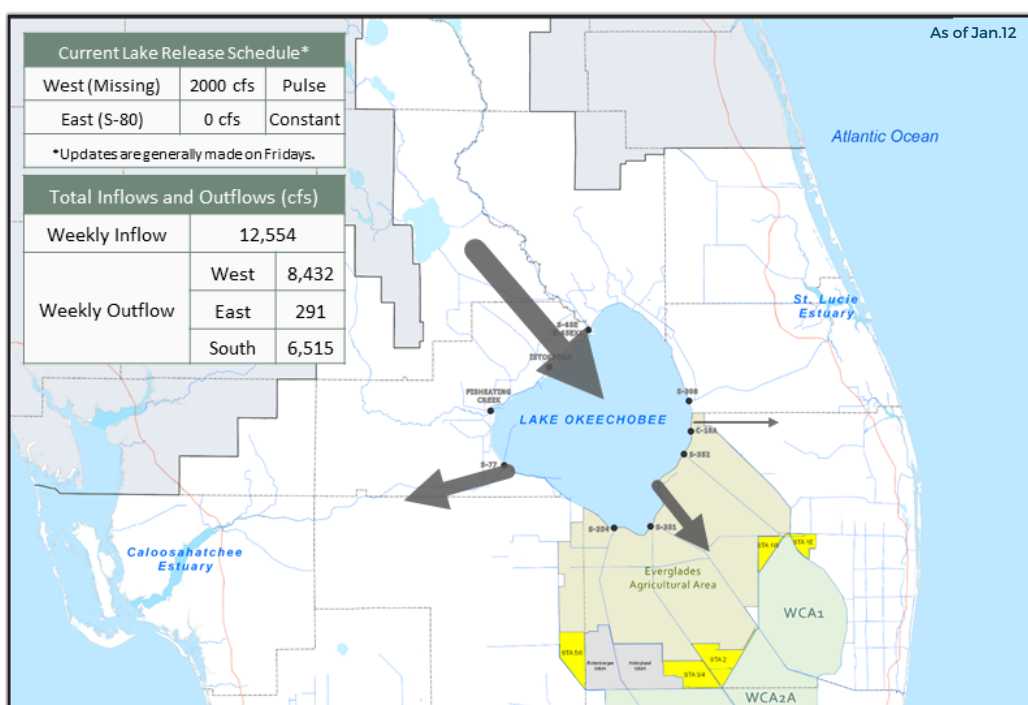 As of Jan.12
Current Lake Release Schedule*
West (Missing) 2000 cfs Pulse
East (S-80) 0 cfs Constant
*Updates are generally made on Fridays.
Total Inflows and Outflows (cfs)
Weekly Inflow 12,554
Weekly Outflow
West 8,432
East 291
South 6,515
Atlantic Ocean
St. Lucie
Estuary
S-65E
FISHEATING
CREEK
LAKE OKEECHOBEE
S-308
C-10A
S-352
S-77
S-354
S-351
Caloosahatchee
Estuary
Everglades
Agricultural Area
STA 1W
STA 1E
WCA1
STA 5/6
STA 2
STA 3/4
WCA2A